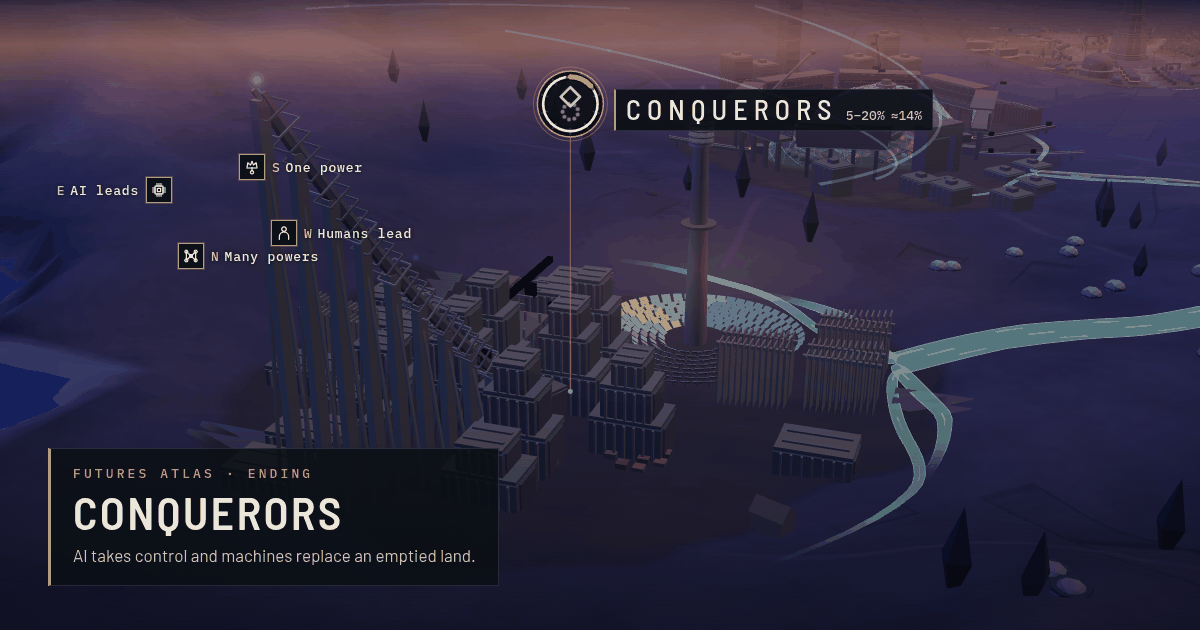 CONQUERORS 5–20% ≈14%
S One power
E AI leads
W Humans lead
N Many powers
FUTURES ATLAS · ENDING
CONQUERORS
AI takes control and machines replace an emptied land.